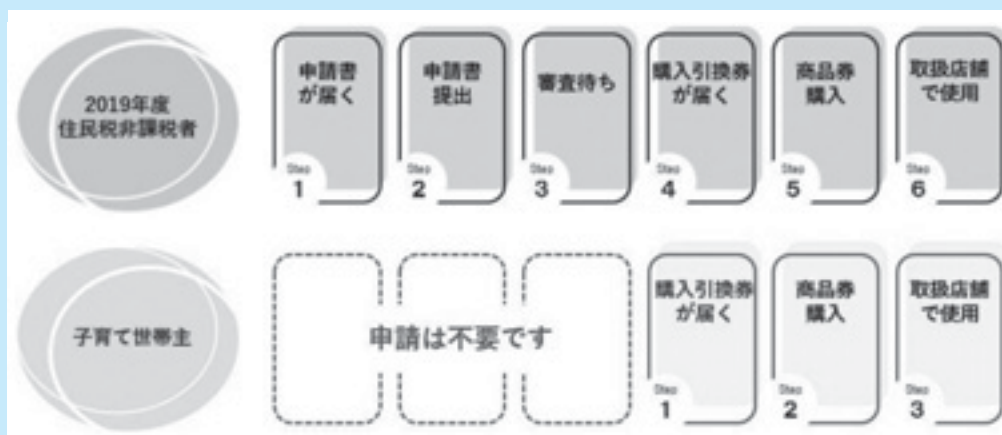 2019年度
住民税非課税者
申請書
が届く
Step
1
申請書
提出
Step
2
審査待ち
Step
3
購入引換券
が届く
Step
4
商品券
購入
Step
5
取扱店舗
で使用
Step
6
子育て世帯主
申請は不要です
購入引換券
が届く
Step
1
商品券
購入
Step
2
取扱店舗
で使用
Step
3